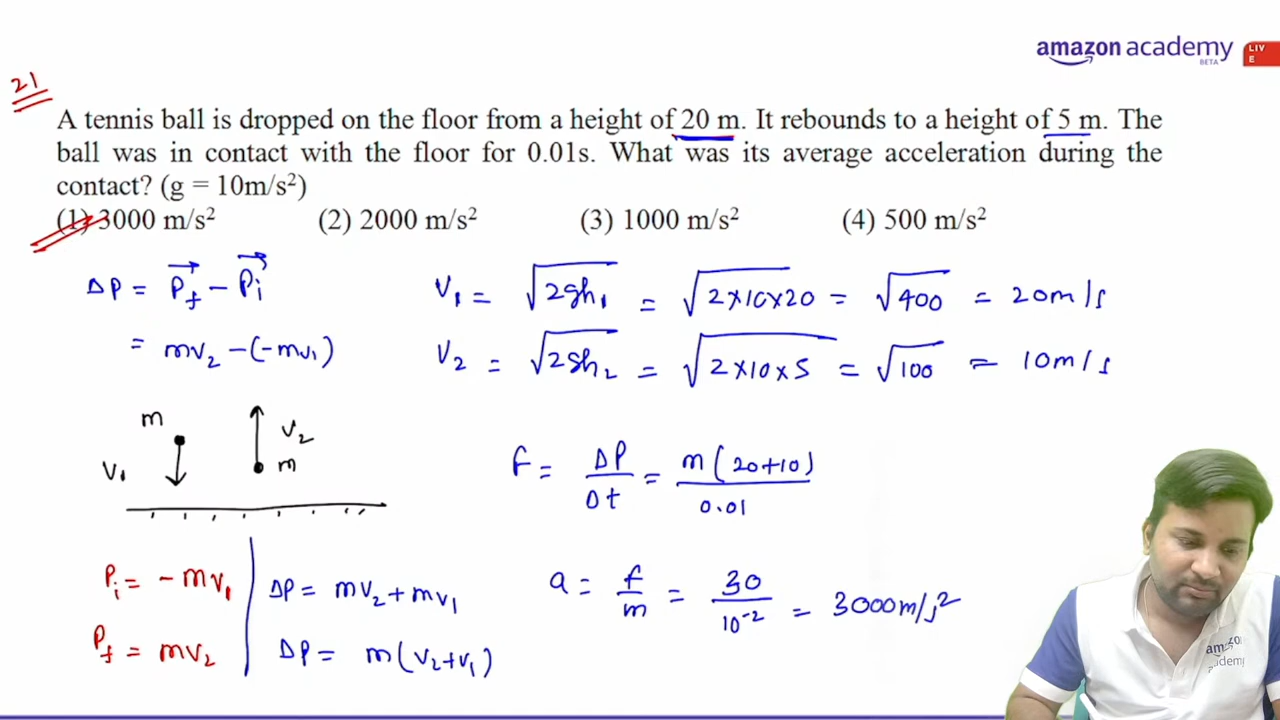 amazon academy
BETA
LIV
E
21
A tennis ball is dropped on the floor from a height of 20 m. It rebounds to a height of 5 m. The
ball was in contact with the floor for 0.01s. What was its average acceleration during the
contact? (g = 10m/s²)
(1) 3000 m/s² (2) 2000 m/s² (3) 1000 m/s² (4) 500 m/s²
ΔP = P⃗f − P⃗i
= mv₂ − (−mv₁)
V₁ = √2gh₁ = √2×10×20 = √400 = 20m/s
V₂ = √2gh₂ = √2×10×5 = √100 = 10m/s
m
V₁
V₂
m
F = ΔP/Δt = m(20+10)/0.01
Pi = −mv₁
Pf = mv₂
ΔP = mv₂ + mv₁
ΔP = m(v₂+v₁)
a = f/m = 30/10⁻² = 3000m/s²